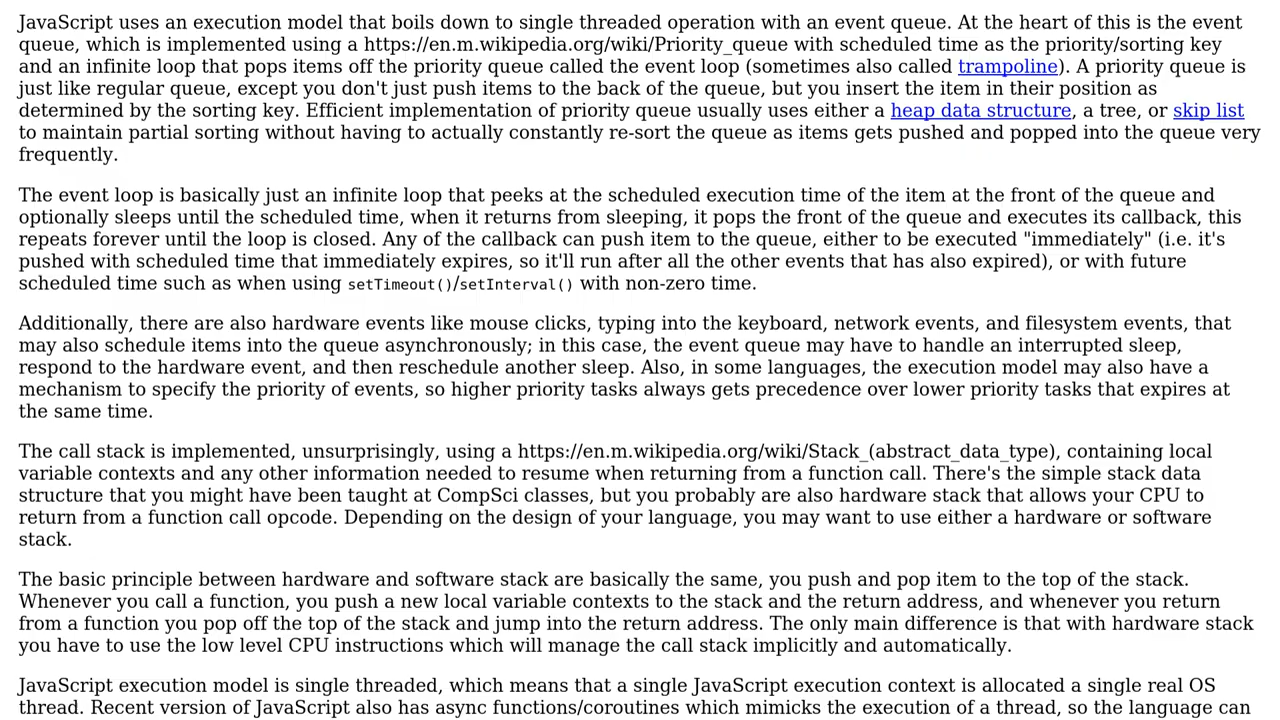 JavaScript uses an execution model that boils down to single threaded operation with an event queue. At the heart of this is the event
queue, which is implemented using a https://en.m.wikipedia.org/wiki/Priority_queue with scheduled time as the priority/sorting key
and an infinite loop that pops items off the priority queue called the event loop (sometimes also called trampoline). A priority queue is
just like regular queue, except you don't just push items to the back of the queue, but you insert the item in their position as
determined by the sorting key. Efficient implementation of priority queue usually uses either a heap data structure, a tree, or skip list
to maintain partial sorting without having to actually constantly re-sort the queue as items gets pushed and popped into the queue very
frequently.
The event loop is basically just an infinite loop that peeks at the scheduled execution time of the item at the front of the queue and
optionally sleeps until the scheduled time, when it returns from sleeping, it pops the front of the queue and executes its callback, this
repeats forever until the loop is closed. Any of the callback can push item to the queue, either to be executed "immediately" (i.e. it's
pushed with scheduled time that immediately expires, so it'll run after all the other events that has also expired), or with future
scheduled time such as when using setTimeout()/setInterval() with non-zero time.
Additionally, there are also hardware events like mouse clicks, typing into the keyboard, network events, and filesystem events, that
may also schedule items into the queue asynchronously; in this case, the event queue may have to handle an interrupted sleep,
respond to the hardware event, and then reschedule another sleep. Also, in some languages, the execution model may also have a
mechanism to specify the priority of events, so higher priority tasks always gets precedence over lower priority tasks that expires at
the same time.
The call stack is implemented, unsurprisingly, using a https://en.m.wikipedia.org/wiki/Stack_(abstract_data_type), containing local
variable contexts and any other information needed to resume when returning from a function call. There's the simple stack data
structure that you might have been taught at CompSci classes, but you probably are also hardware stack that allows your CPU to
return from a function call opcode. Depending on the design of your language, you may want to use either a hardware or software
stack.
The basic principle between hardware and software stack are basically the same, you push and pop item to the top of the stack.
Whenever you call a function, you push a new local variable contexts to the stack and the return address, and whenever you return
from a function you pop off the top of the stack and jump into the return address. The only main difference is that with hardware stack
you have to use the low level CPU instructions which will manage the call stack implicitly and automatically.
JavaScript execution model is single threaded, which means that a single JavaScript execution context is allocated a single real OS
thread. Recent version of JavaScript also has async functions/coroutines which mimicks the execution of a thread, so the language can